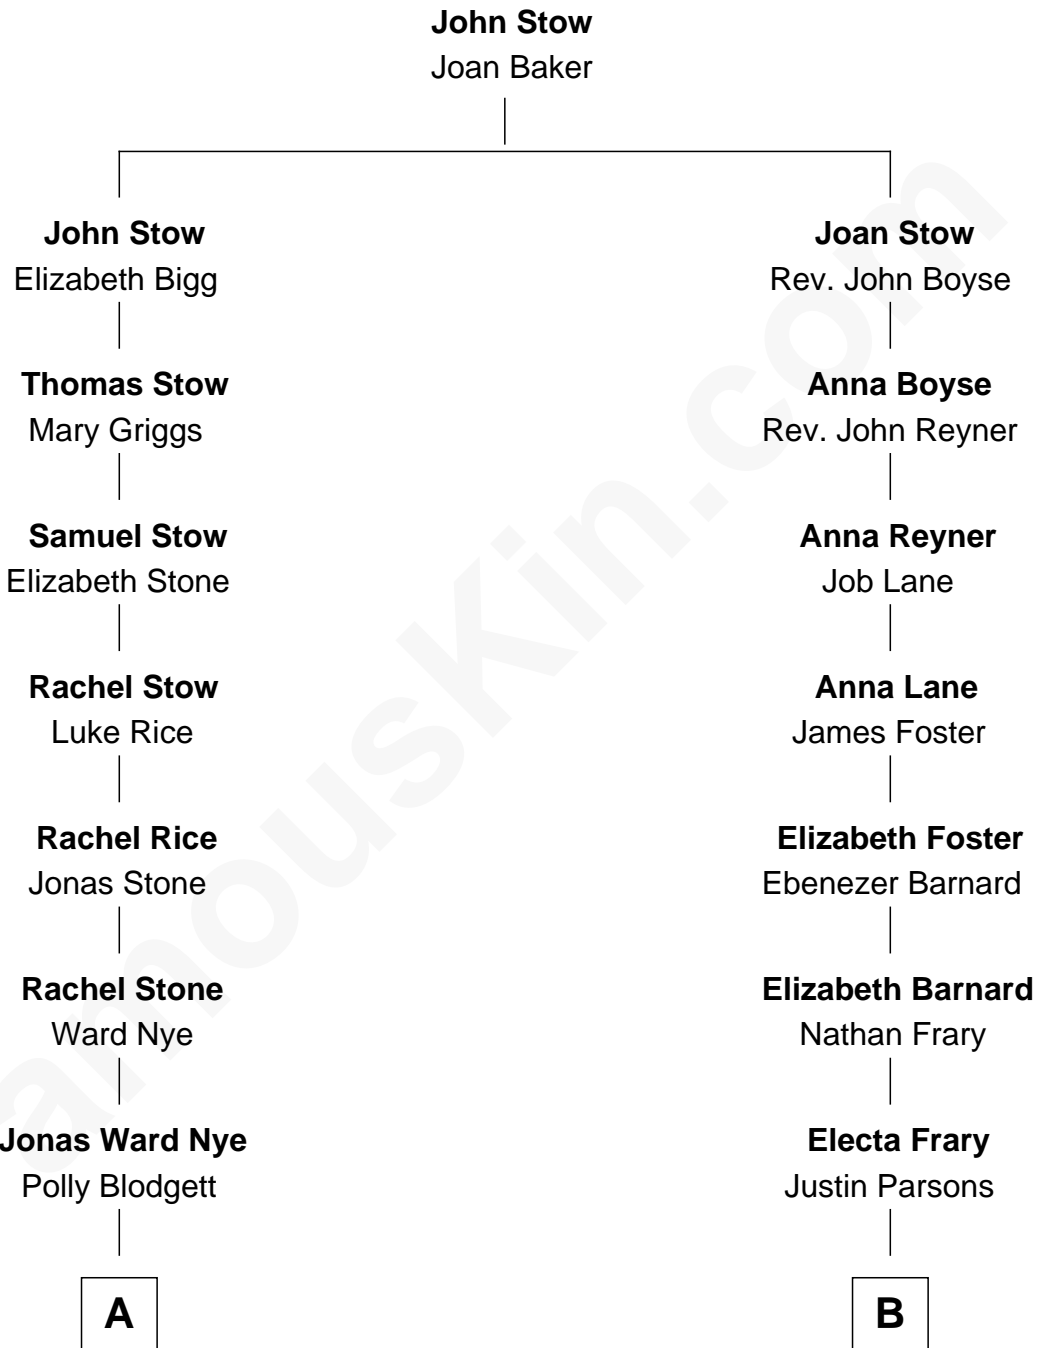 John Stow
Joan Baker
John Stow
Elizabeth Bigg
Thomas Stow
Mary Griggs
Samuel Stow
Elizabeth Stone
Rachel Stow
Luke Rice
Rachel Rice
Jonas Stone
Rachel Stone
Ward Nye
Jonas Ward Nye
Polly Blodgett
A
Joan Stow
Rev. John Boyse
Anna Boyse
Rev. John Reyner
Anna Reyner
Job Lane
Anna Lane
James Foster
Elizabeth Foster
Ebenezer Barnard
Elizabeth Barnard
Nathan Frary
Electa Frary
Justin Parsons
B
amousKin.com